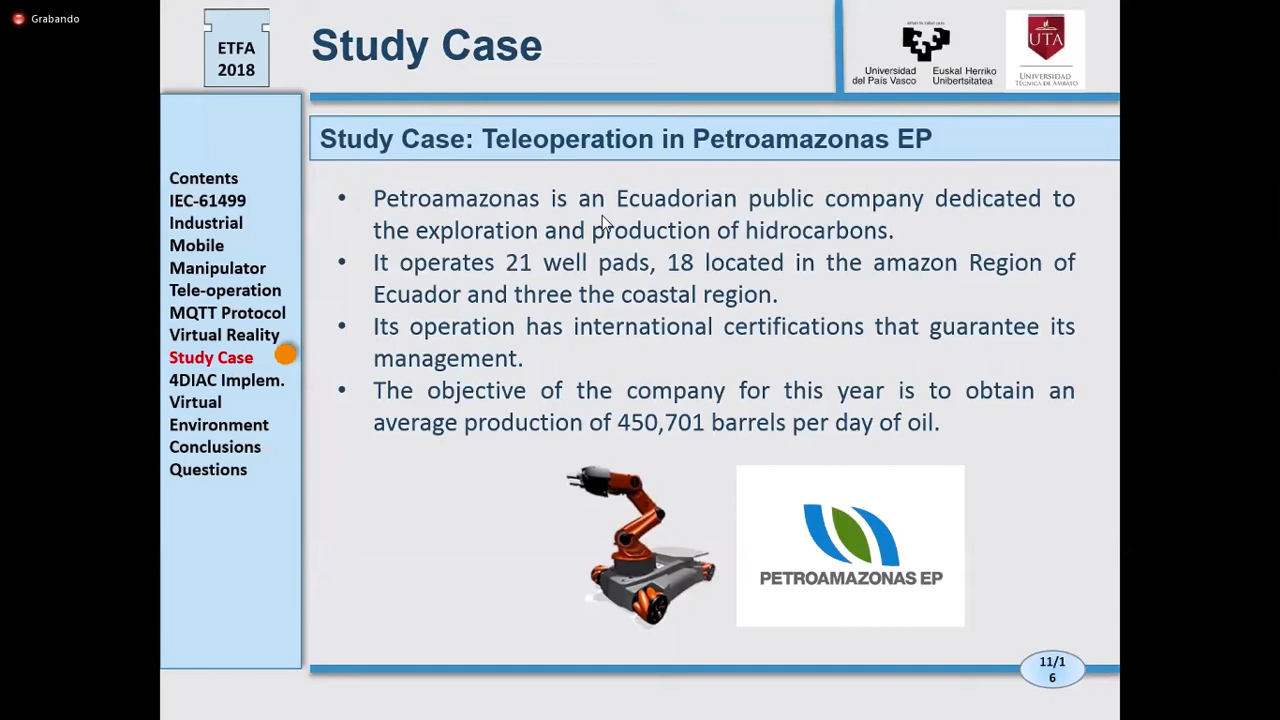 Grabando
ETFA
2018
Study Case
eman ta zabal zazu
Universidad
del País Vasco
Euskal Herriko
Unibertsitatea
UTA
UNIVERSIDAD
TÉCNICA DE AMBATO
Study Case: Teleoperation in Petroamazonas EP
Contents
IEC-61499
Industrial
Mobile
Manipulator
Tele-operation
MQTT Protocol
Virtual Reality
Study Case
4DIAC Implem.
Virtual
Environment
Conclusions
Questions
• Petroamazonas is an Ecuadorian public company dedicated to
the exploration and production of hidrocarbons.
• It operates 21 well pads, 18 located in the amazon Region of
Ecuador and three the coastal region.
• Its operation has international certifications that guarantee its
management.
• The objective of the company for this year is to obtain an
average production of 450,701 barrels per day of oil.
PETROAMAZONAS EP
11/1
6